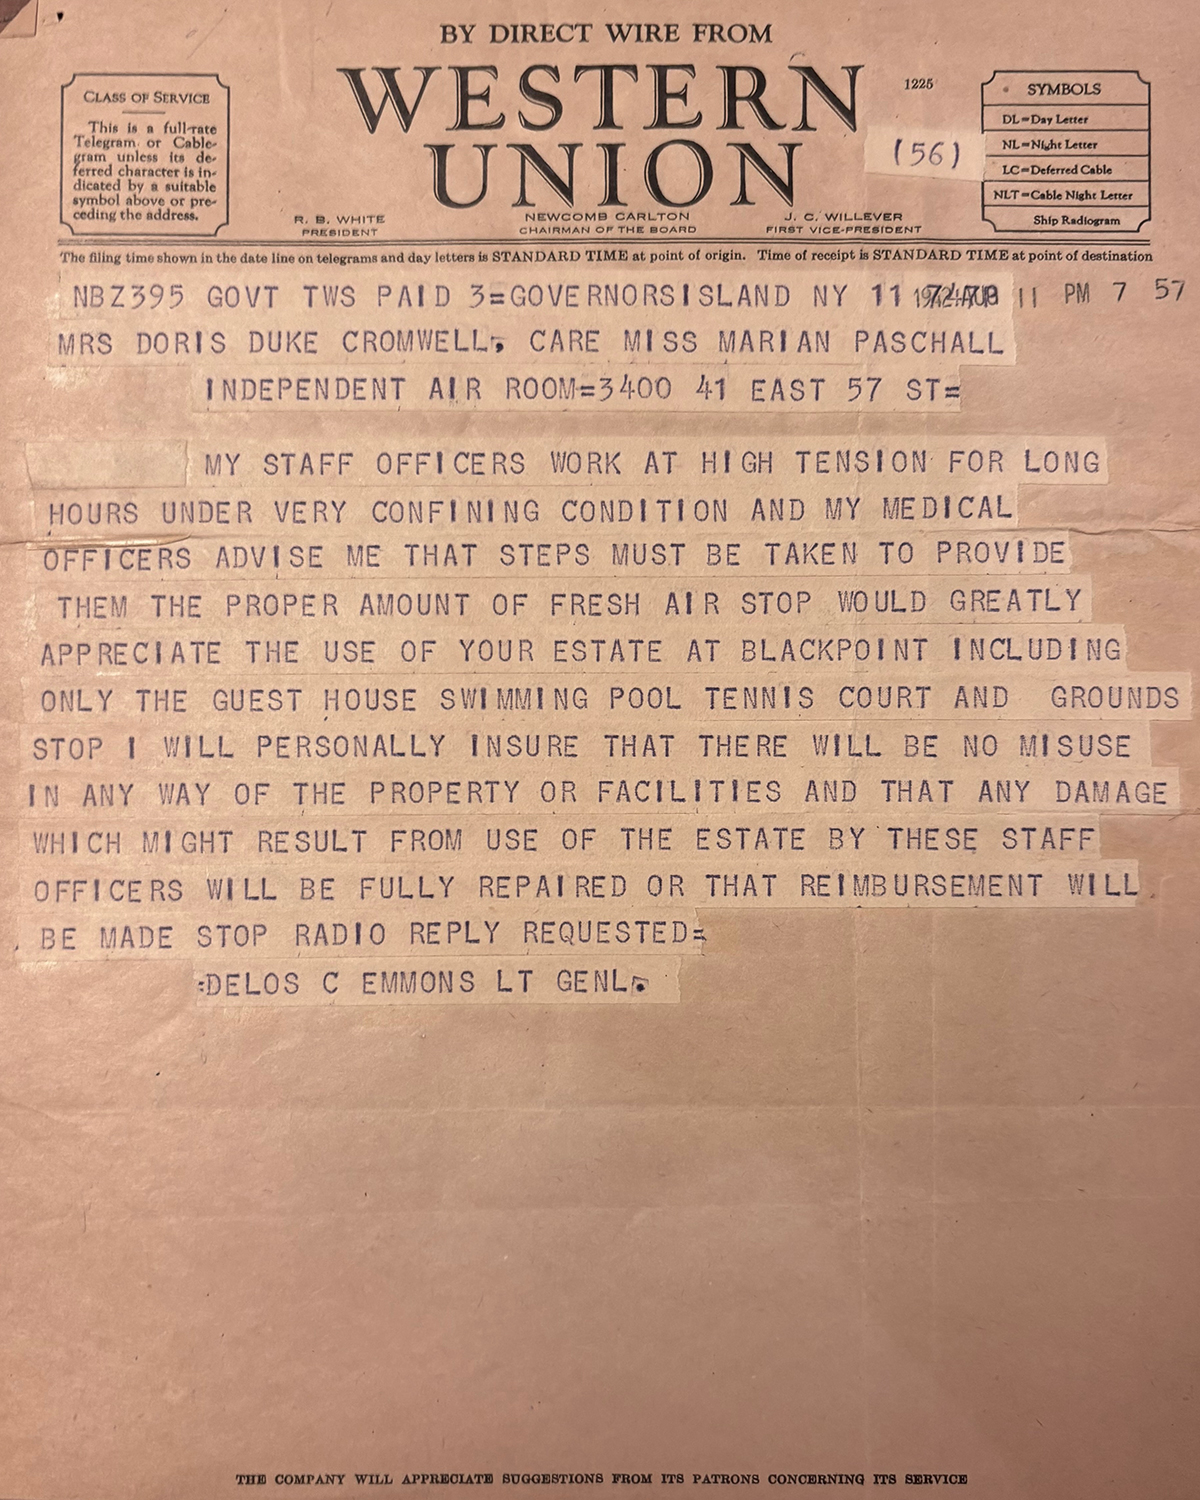 BY DIRECT WIRE FROM
WESTERN
UNION
1225
(56)
CLASS OF SERVICE
This is a full-rate
Telegram or Cable-
gram unless its de-
ferred character is in-
dicated by a suitable
symbol above or pre-
ceding the address.
SYMBOLS
DL=Day Letter
NL=Night Letter
LC=Deferred Cable
NLT=Cable Night Letter
Ship Radiogram
R. B. WHITE
PRESIDENT
NEWCOMB CARLTON
CHAIRMAN OF THE BOARD
J. C. WILLEVER
FIRST VICE-PRESIDENT
The filing time shown in the date line on telegrams and day letters is STANDARD TIME at point of origin. Time of receipt is STANDARD TIME at point of destination
NBZ395 GOVT TWS PAID 3=GOVERNORSISLAND NY 11 11 PM 7 57
MRS DORIS DUKE CROMWELL, CARE MISS MARIAN PASCHALL
INDEPENDENT AIR ROOM=3400 41 EAST 57 ST=
MY STAFF OFFICERS WORK AT HIGH TENSION FOR LONG
HOURS UNDER VERY CONFINING CONDITION AND MY MEDICAL
OFFICERS ADVISE ME THAT STEPS MUST BE TAKEN TO PROVIDE
THEM THE PROPER AMOUNT OF FRESH AIR STOP WOULD GREATLY
APPRECIATE THE USE OF YOUR ESTATE AT BLACKPOINT INCLUDING
ONLY THE GUEST HOUSE SWIMMING POOL TENNIS COURT AND GROUNDS
STOP I WILL PERSONALLY INSURE THAT THERE WILL BE NO MISUSE
IN ANY WAY OF THE PROPERTY OR FACILITIES AND THAT ANY DAMAGE
WHICH MIGHT RESULT FROM USE OF THE ESTATE BY THESE STAFF
OFFICERS WILL BE FULLY REPAIRED OR THAT REIMBURSEMENT WILL
BE MADE STOP RADIO REPLY REQUESTED=
=DELOS C EMMONS LT GENL.
THE COMPANY WILL APPRECIATE SUGGESTIONS FROM ITS PATRONS CONCERNING ITS SERVICE